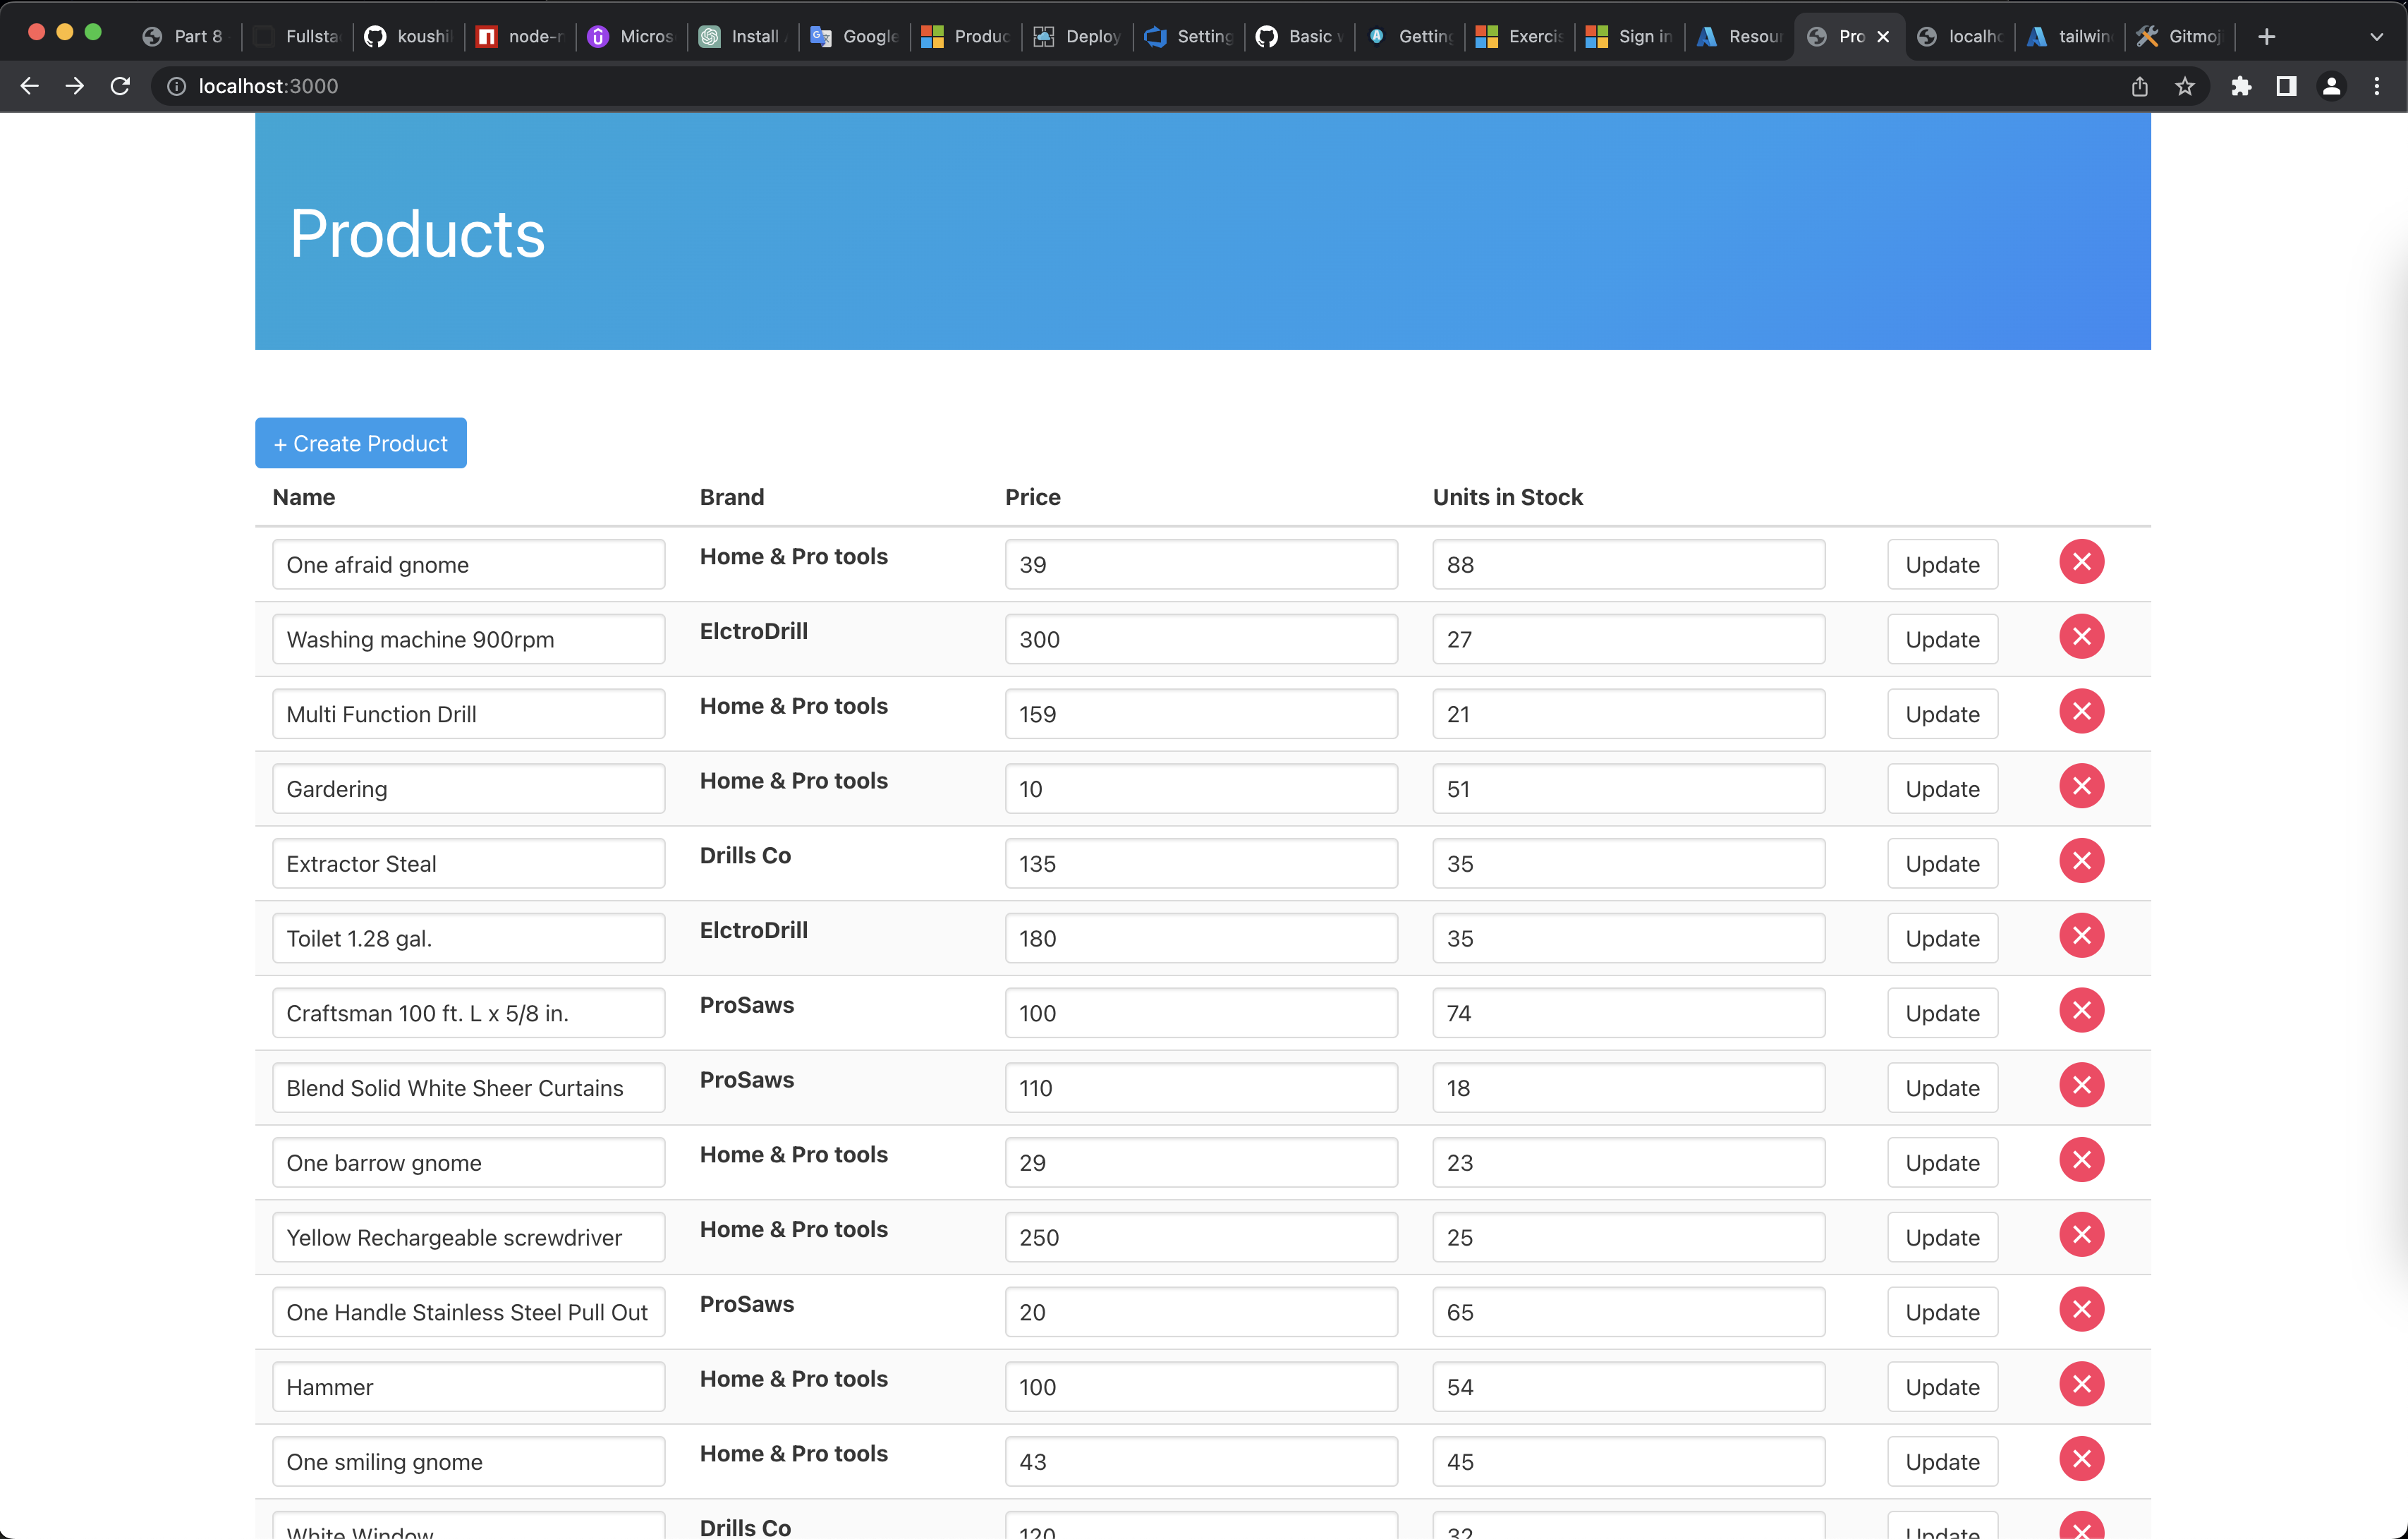 Part 8 Fullsta koushi node-r Micros Install Google Produc Deploy Setting Basic Getting Exercis Sign in Resour Pro localho tailwin Gitmoj
localhost:3000
Products
+ Create Product
Name Brand Price Units in Stock
One afraid gnome Home & Pro tools 39 88 Update
Washing machine 900rpm ElctroDrill 300 27 Update
Multi Function Drill Home & Pro tools 159 21 Update
Gardering Home & Pro tools 10 51 Update
Extractor Steal Drills Co 135 35 Update
Toilet 1.28 gal. ElctroDrill 180 35 Update
Craftsman 100 ft. L x 5/8 in. ProSaws 100 74 Update
Blend Solid White Sheer Curtains ProSaws 110 18 Update
One barrow gnome Home & Pro tools 29 23 Update
Yellow Rechargeable screwdriver Home & Pro tools 250 25 Update
One Handle Stainless Steel Pull Out ProSaws 20 65 Update
Hammer Home & Pro tools 100 54 Update
One smiling gnome Home & Pro tools 43 45 Update
White Window Drills Co 120 32 Update